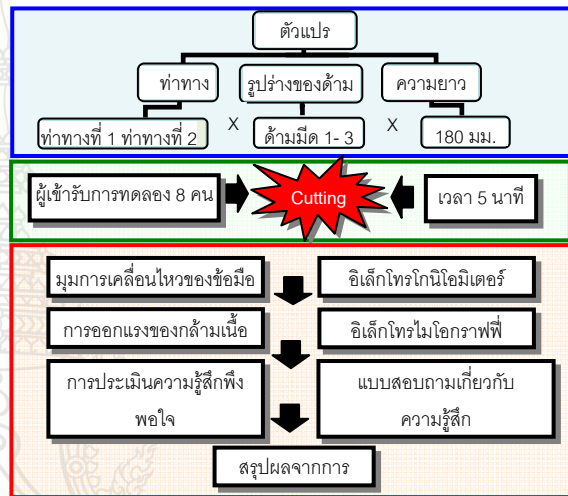 ตัวแปร
ท่าทาง
รูปร่างของด้าม
ความยาว
ท่าทางที่ 1 ท่าทางที่ 2
X
ด้ามมีด 1- 3
X
180 มม.
ผู้เข้ารับการทดลอง 8 คน
Cutting
เวลา 5 นาที
มุมการเคลื่อนไหวของข้อมือ
อิเล็กโทรโกนิโอมิเตอร์
การออกแรงของกล้ามเนื้อ
อิเล็กโทรไมโอกราฟฟี่
การประเมินความรู้สึกพึง
พอใจ
แบบสอบถามเกี่ยวกับ
ความรู้สึก
สรุปผลจากการ